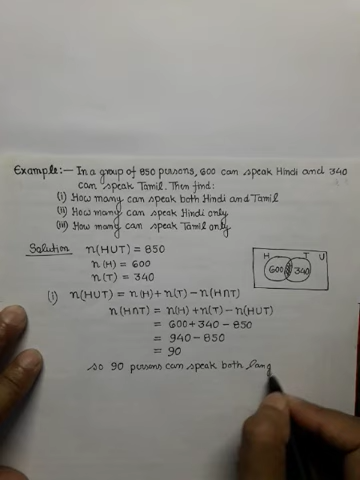 Example:— In a group of 850 persons, 600 can speak Hindi and 340
can speak Tamil. Then find:
(i) How many can speak both Hindi and Tamil
(ii) How many can speak Hindi only
(iii) How many can speak Tamil only.
Solution n(HUT) = 850
n(H) = 600
n(T) = 340
H T U
600 340
(i) n(HUT) = n(H) + n(T) - n(H∩T)
n(H∩T) = n(H) + n(T) - n(HUT)
= 600 + 340 - 850
= 940 - 850
= 90
so 90 persons can speak both lang